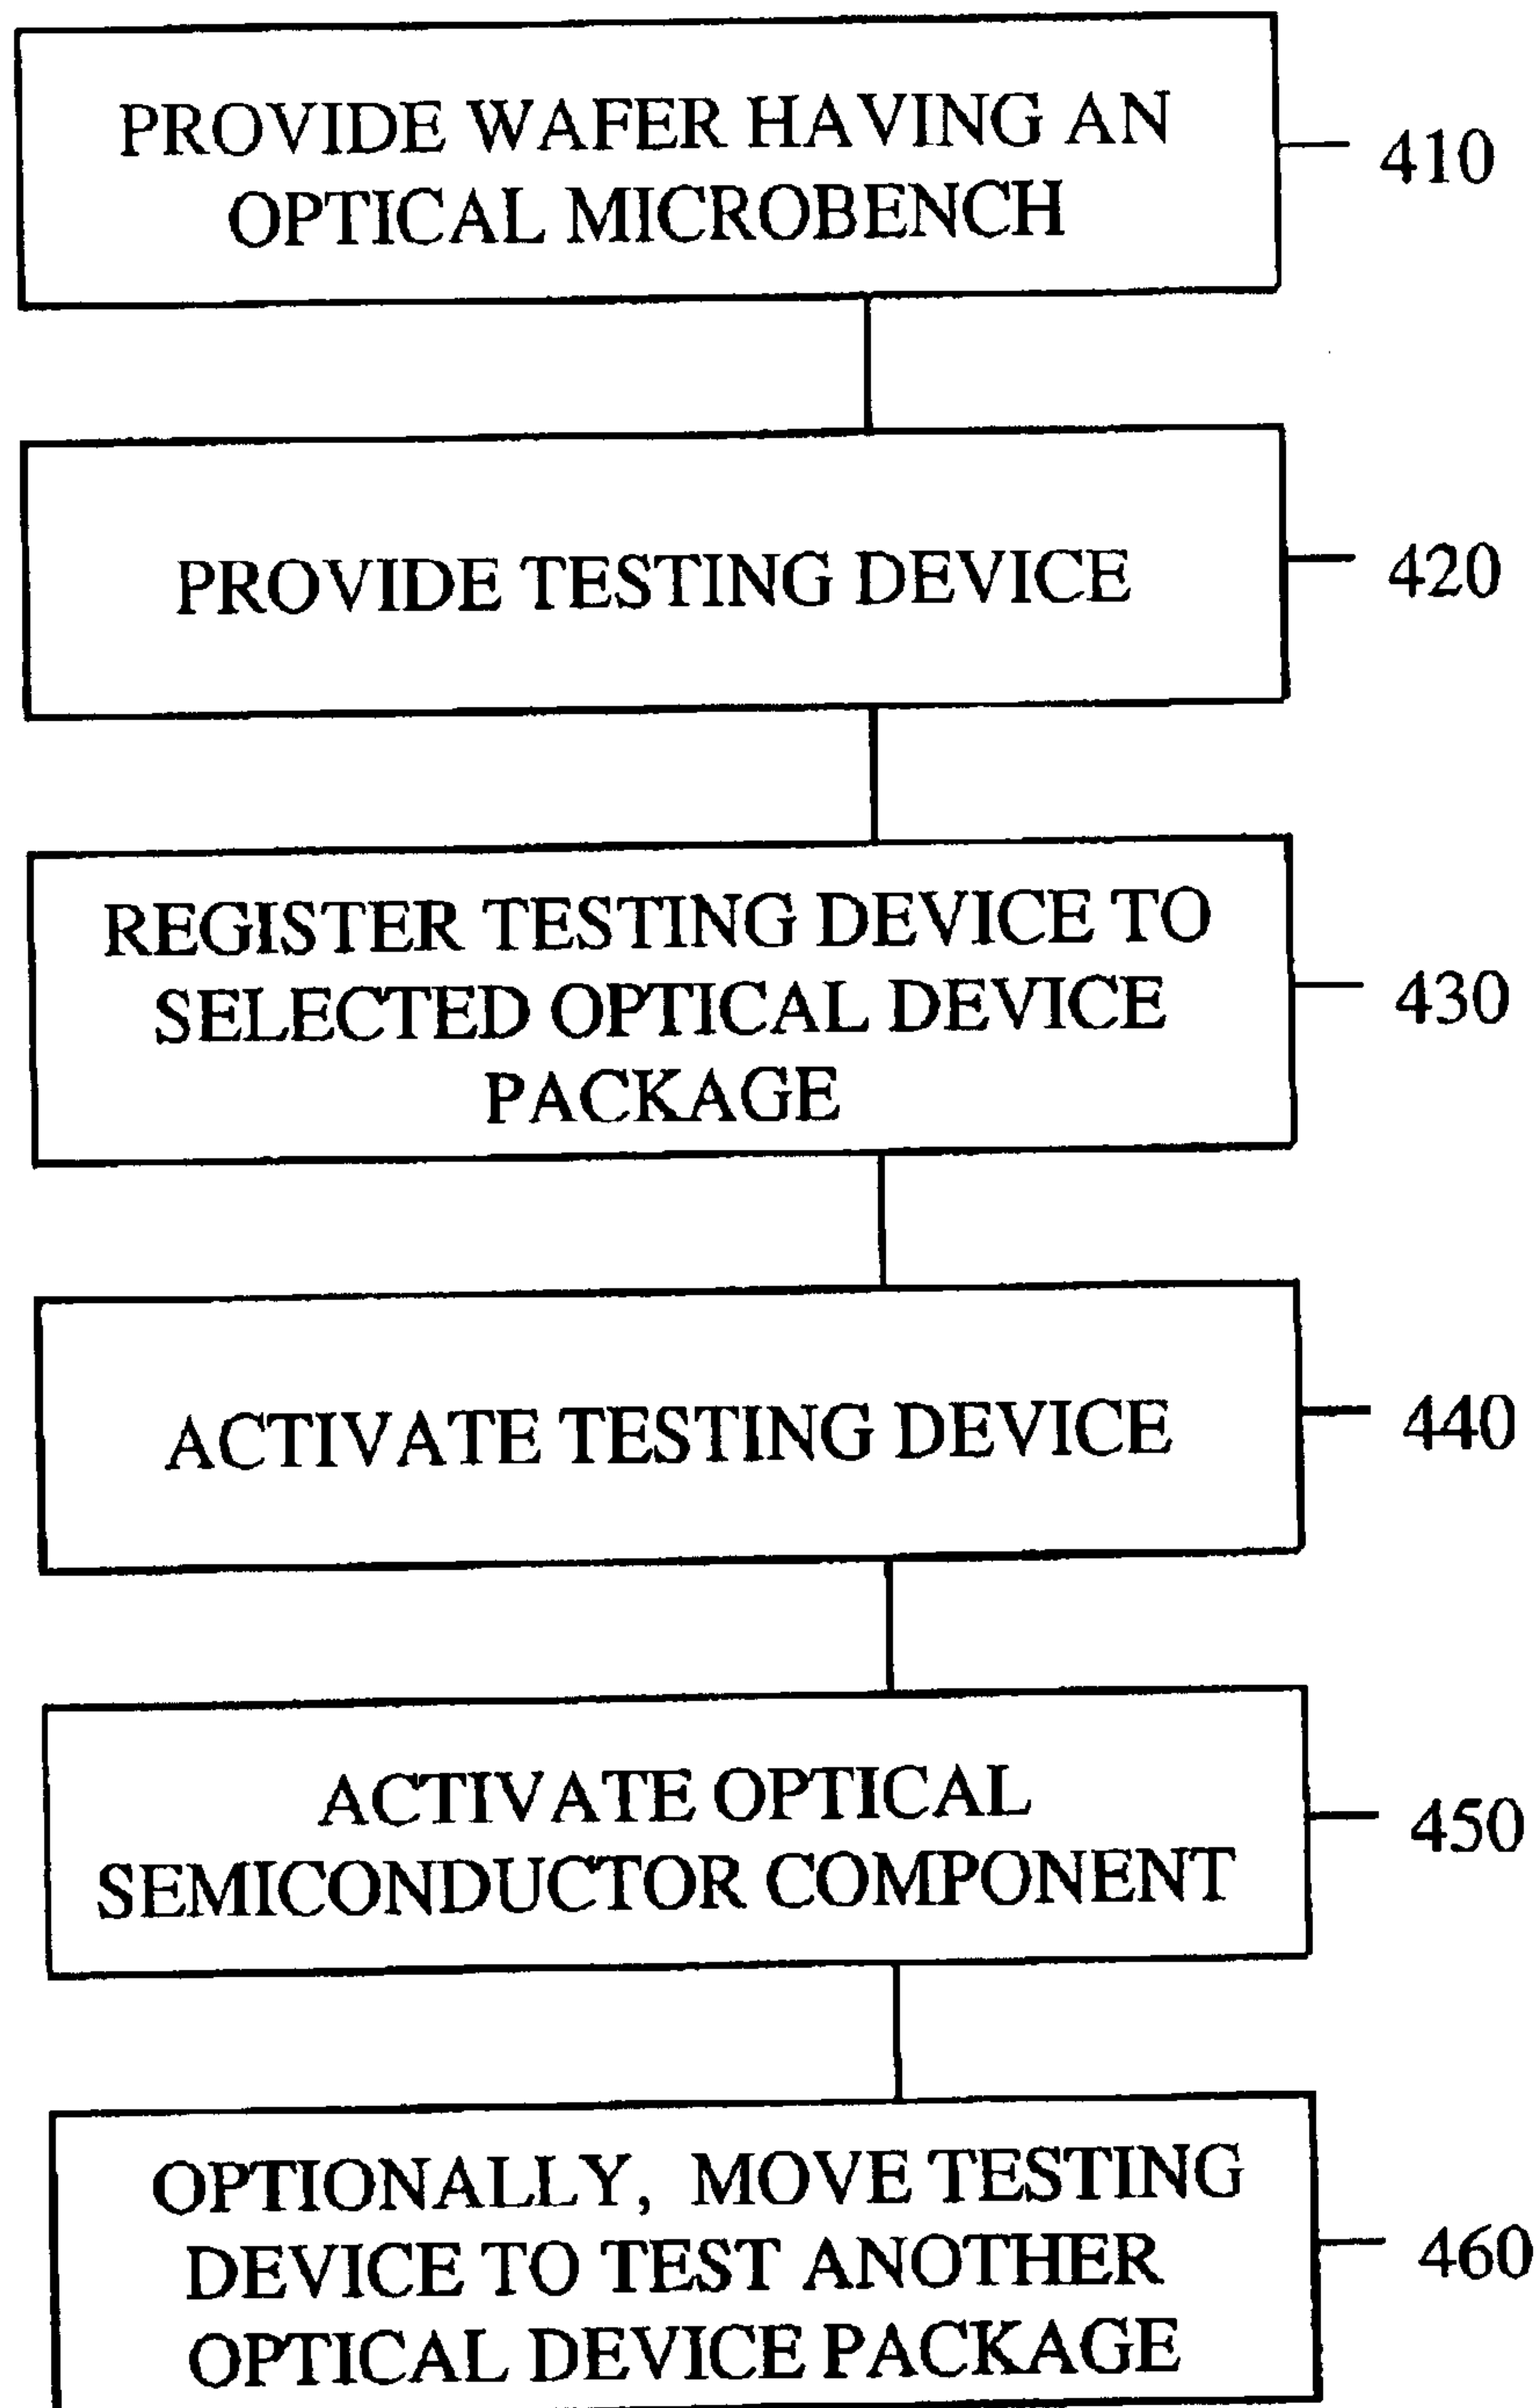 PROVIDE WAFER HAVING AN
OPTICAL MICROBENCH
410
PROVIDE TESTING DEVICE
420
REGISTER TESTING DEVICE TO
SELECTED OPTICAL DEVICE
PACKAGE
430
ACTIVATE TESTING DEVICE
440
ACTIVATE OPTICAL
SEMICONDUCTOR COMPONENT
450
OPTIONALLY, MOVE TESTING
DEVICE TO TEST ANOTHER
OPTICAL DEVICE PACKAGE
460